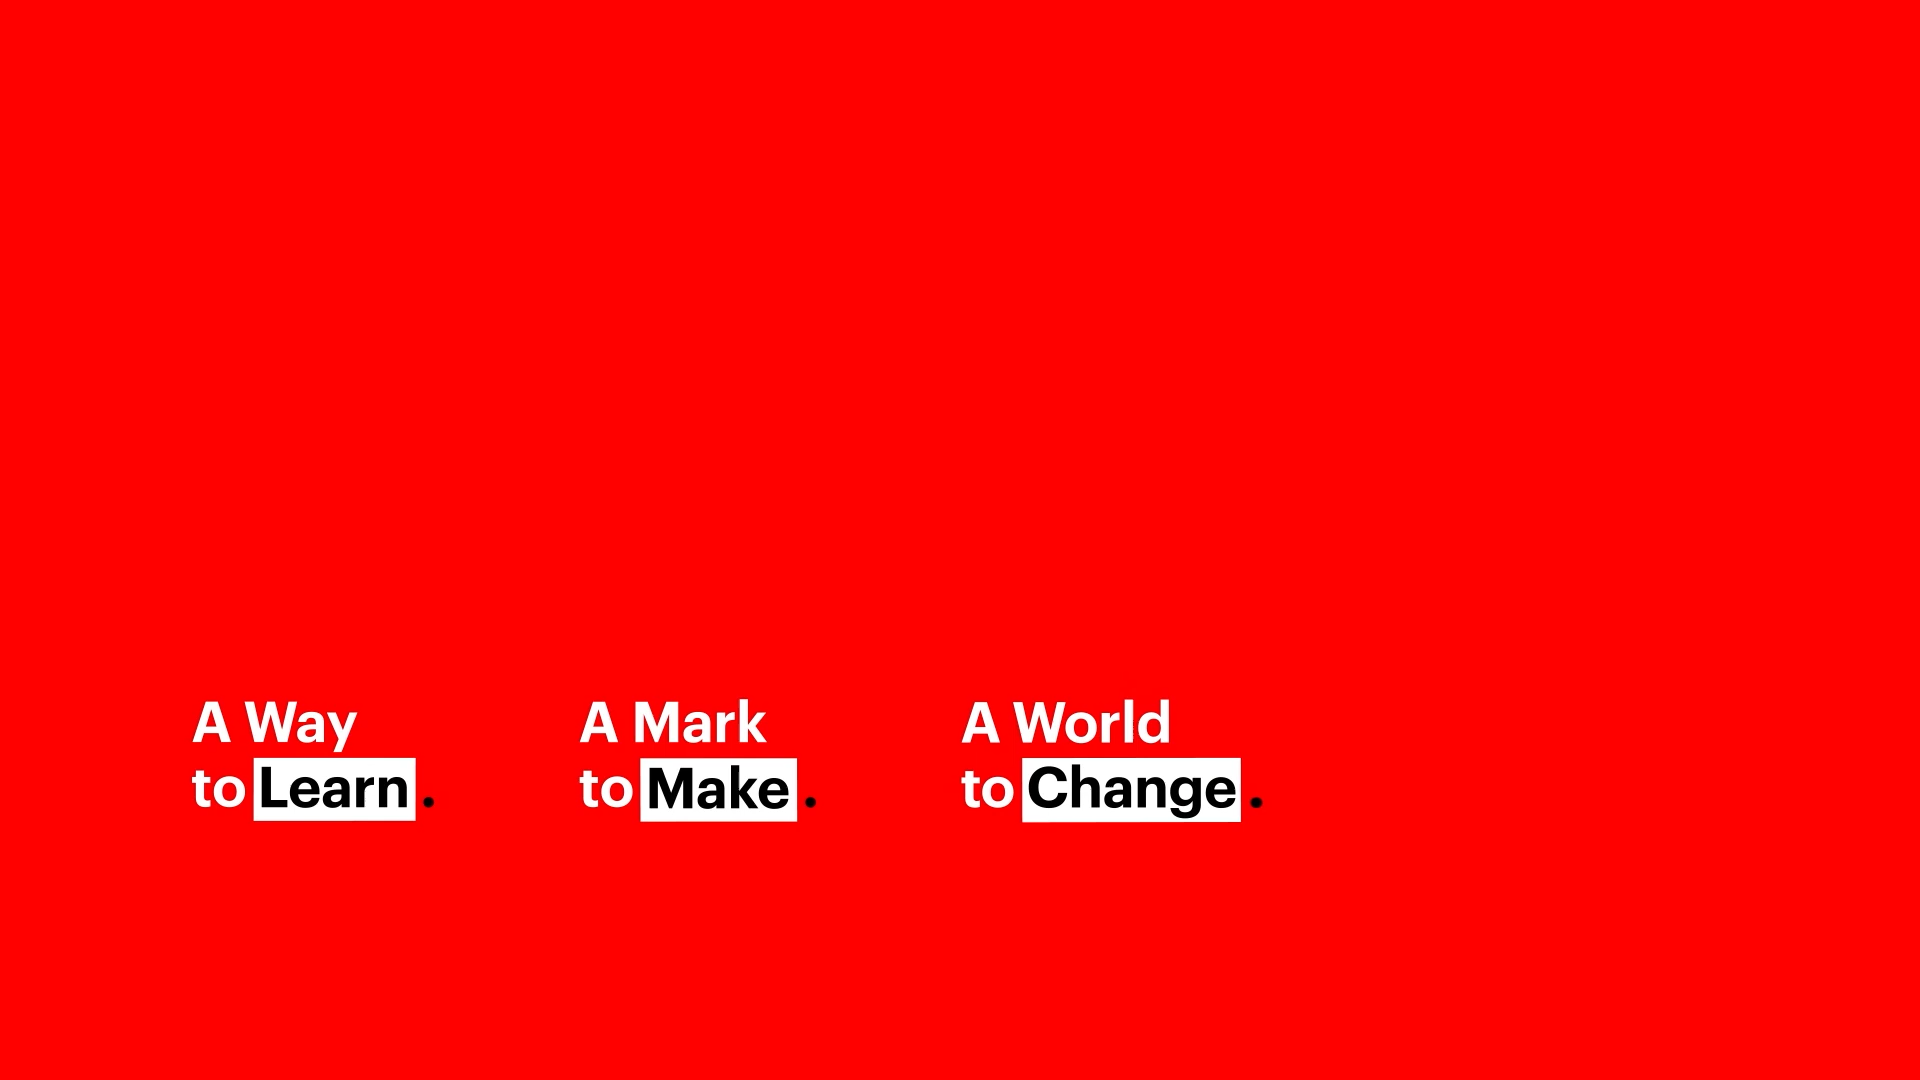 A Way
to Learn.
A Mark
to Make.
A World
to Change.